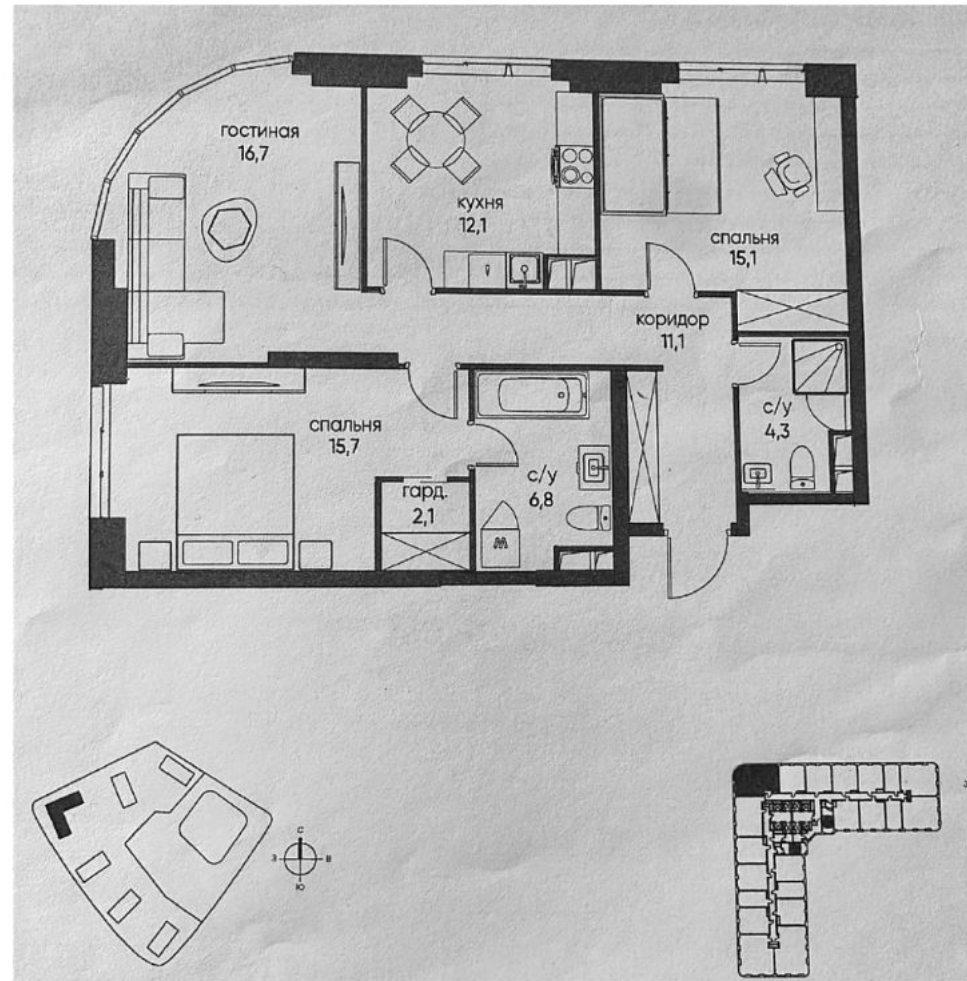 гостиная
16,7
кухня
12,1
спальня
15,1
коридор
11,1
с/у
4,3
спальня
15,7
гард.
2,1
с/у
6,8
с
з
в
ю